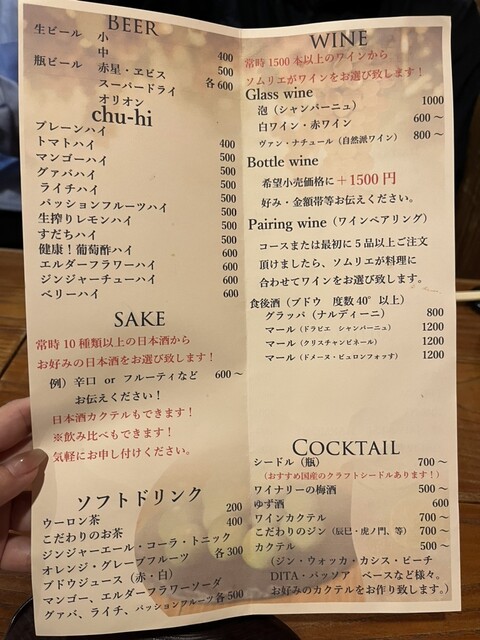 BEER
生ビール 小 400
中 500
瓶ビール 赤星・ヱビス 各600
スーパードライ
オリオン
chu-hi
プレーンハイ 400
トマトハイ 500
マンゴーハイ 500
グァバハイ 500
ライチハイ 500
パッションフルーツハイ 500
生搾りレモンハイ 500
すだちハイ 500
健康！葡萄酢ハイ 600
エルダーフラワーハイ 600
ジンジャーチューハイ 600
ベリーハイ 600
SAKE
常時10種類以上の日本酒から
お好みの日本酒をお選び致します！
例）辛口 or フルーティなど 600～
お伝えください！
日本酒カクテルもできます！
※飲み比べもできます！
気軽にお申し付けください。
ソフトドリンク
ウーロン茶 200
こだわりのお茶 400
ジンジャーエール・コーラ・トニック
オレンジ・グレープフルーツ 各300
ブドウジュース（赤・白）
マンゴー、エルダーフラワーソーダ
グァバ、ライチ、パッションフルーツ 各500
WINE
常時1500本以上のワインから
ソムリエがワインをお選び致します！
Glass wine
泡（シャンパーニュ） 1000
白ワイン・赤ワイン 600～
ヴァン・ナチュール（自然派ワイン） 800～
Bottle wine
希望小売価格に＋1500円
好み・金額帯等お伝えください。
Pairing wine（ワインペアリング）
コースまたは最初に5品以上ご注文
頂けましたら、ソムリエが料理に
合わせてワインをお選び致します。
食後酒（ブドウ 度数40°以上）
グラッパ（ナルディーニ） 800
マール（ドラピエ シャンパーニュ） 1200
マール（クリスチャンビネール） 1200
マール（ドメーヌ・ビュロンフォッす） 1200
COCKTAIL
シードル（瓶） 700～
（おすすめ国産のクラフトシードルあります！）
ワイナリーの梅酒 500～
ゆず酒 600
ワインカクテル 700～
こだわりのジン（辰巳・虎ノ門、等） 700～
カクテル 500～
（ジン・ウォッカ・カシス・ピーチ
DITA・パッソア ベースなど様々。
お好みのカクテルをお作り致します。）